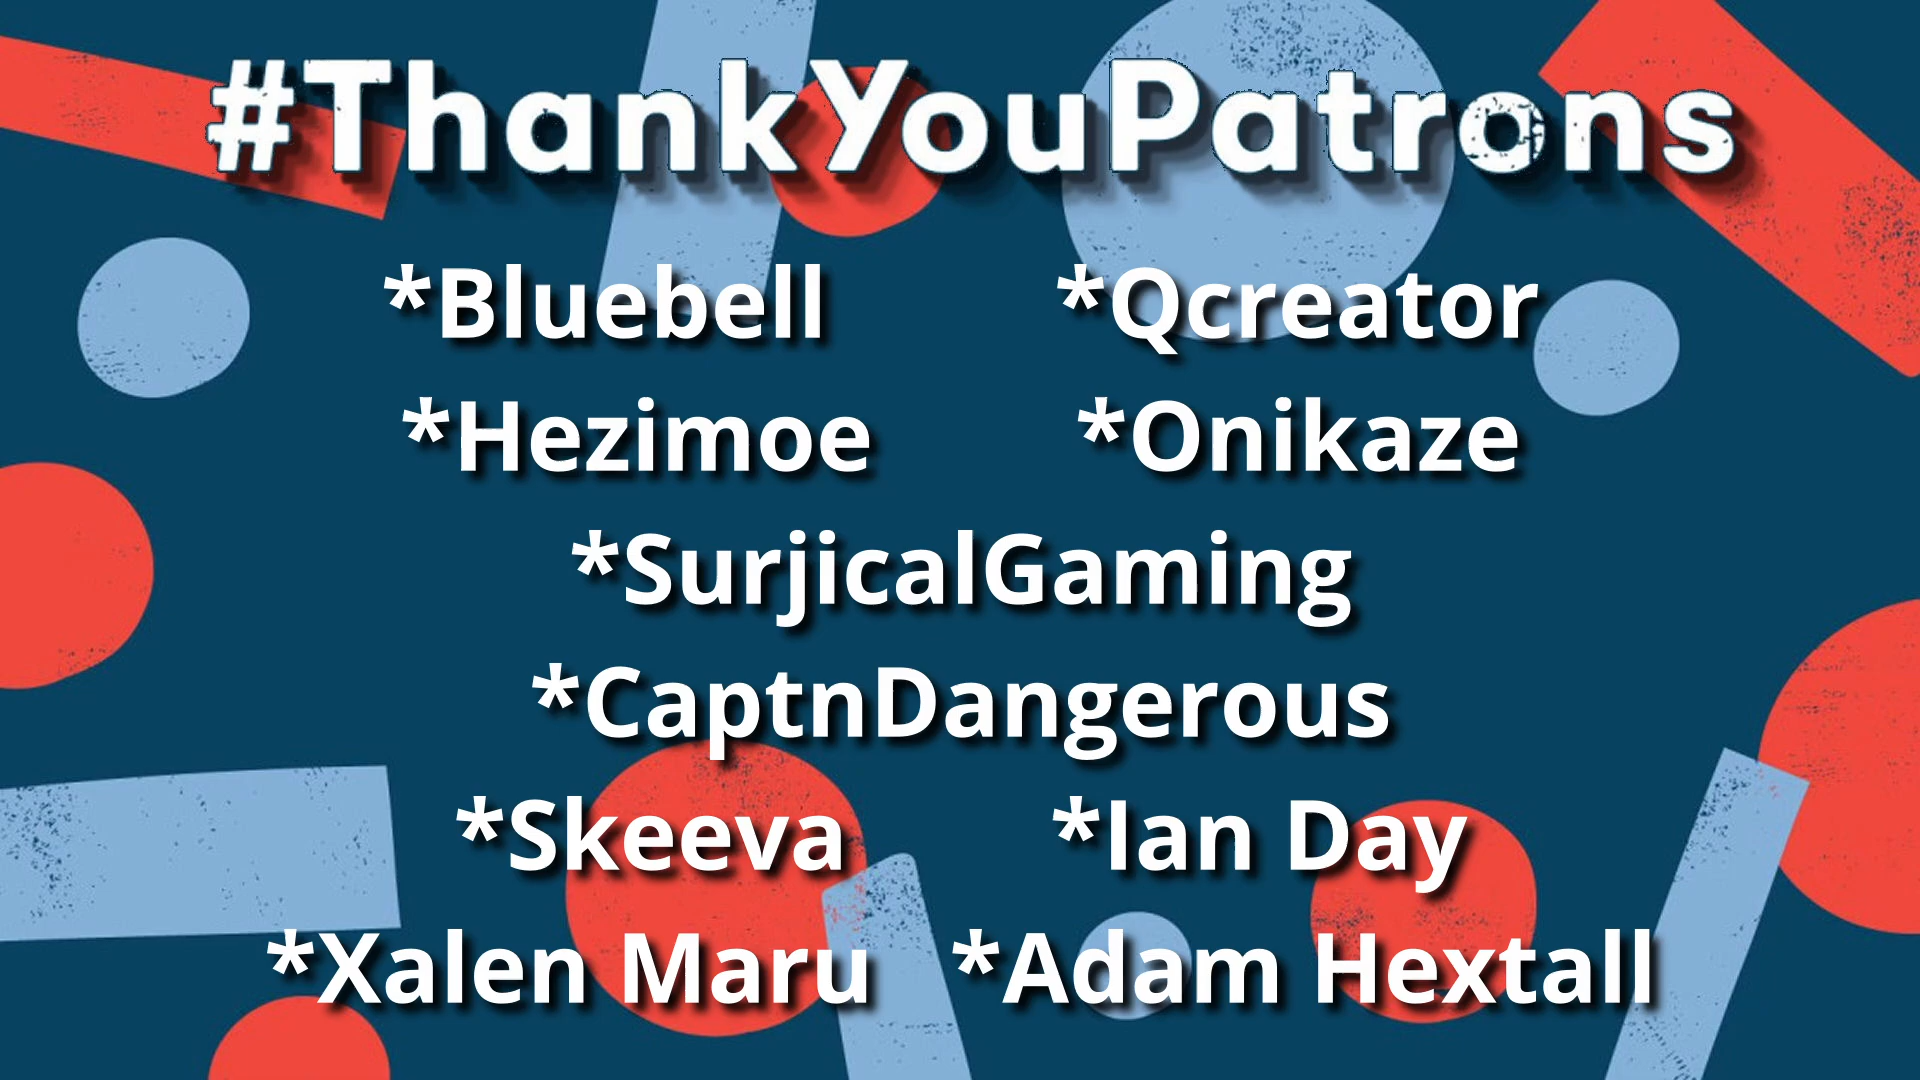 #ThankYouPatrons
*Bluebell *Qcreator
*Hezimoe *Onikaze
*SurjicalGaming
*CaptnDangerous
*Skeeva *Ian Day
*Xalen Maru *Adam Hextall